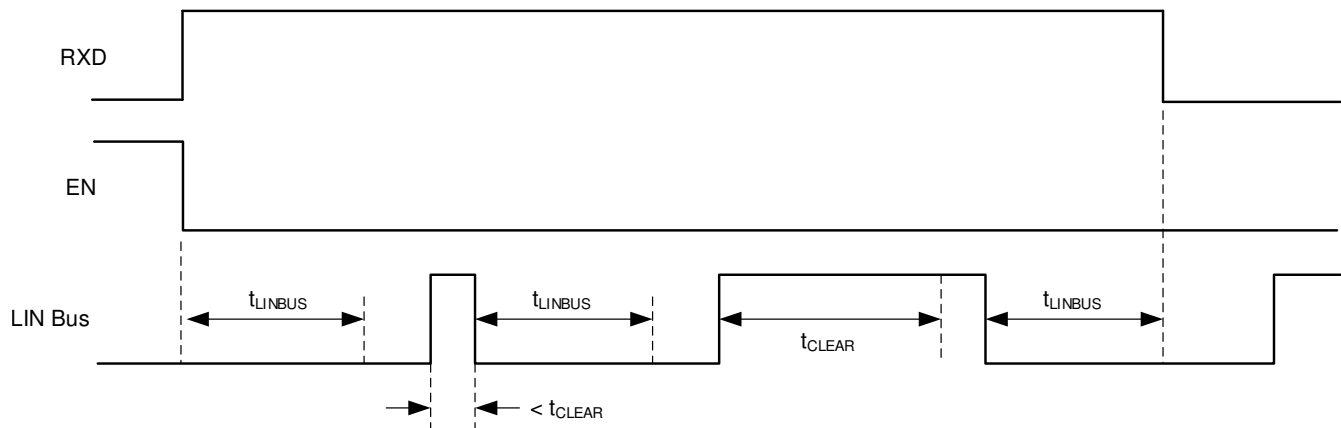 RXD
EN
LIN Bus
tLINBUS
tLINBUS
tCLEAR
tLINBUS
< tCLEAR